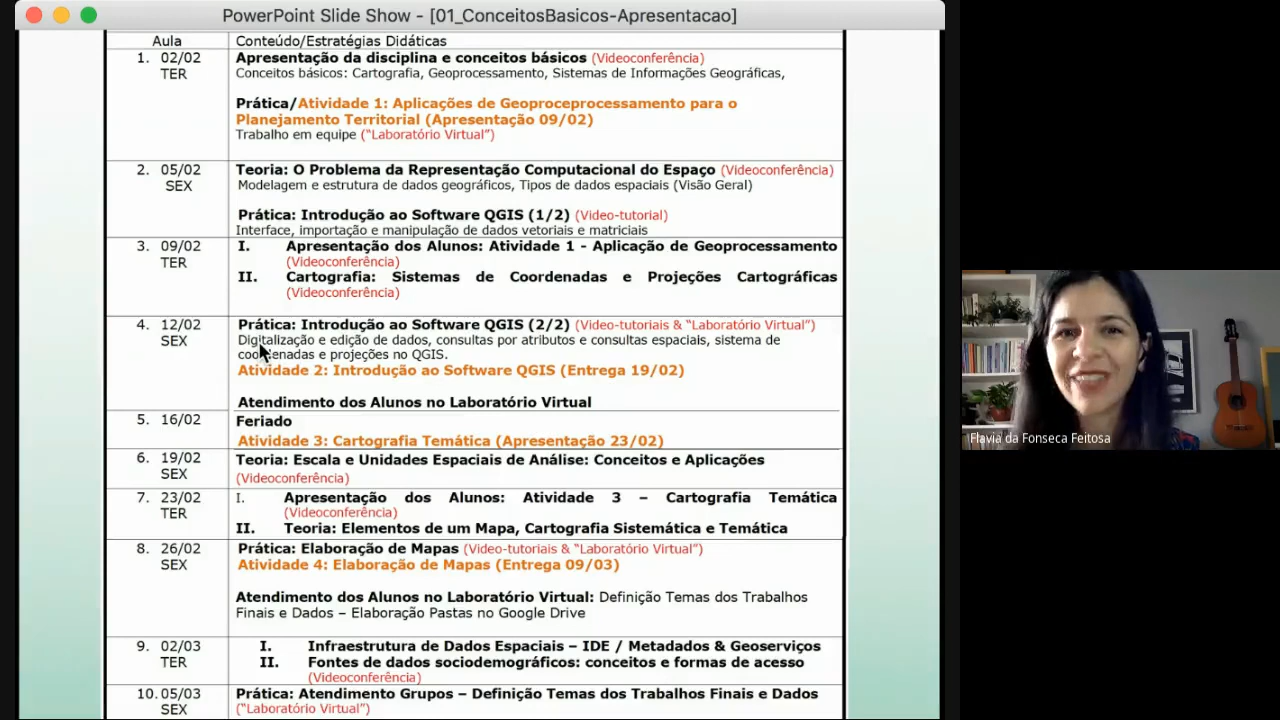 PowerPoint Slide Show - [01_ConceitosBasicos-Apresentacao]
Aula Conteúdo/Estratégias Didáticas
1. 02/02 TER
Apresentação da disciplina e conceitos básicos (Videoconferência)
Conceitos básicos: Cartografia, Geoprocessamento, Sistemas de Informações Geográficas,
Prática/Atividade 1: Aplicações de Geoproceprocessamento para o
Planejamento Territorial (Apresentação 09/02)
Trabalho em equipe ("Laboratório Virtual")
2. 05/02 SEX
Teoria: O Problema da Representação Computacional do Espaço (Videoconferência)
Modelagem e estrutura de dados geográficos, Tipos de dados espaciais (Visão Geral)
Prática: Introdução ao Software QGIS (1/2) (Video-tutorial)
Interface, importação e manipulação de dados vetoriais e matriciais
3. 09/02 TER
I. Apresentação dos Alunos: Atividade 1 - Aplicação de Geoprocessamento
(Videoconferência)
II. Cartografia: Sistemas de Coordenadas e Projeções Cartográficas
(Videoconferência)
4. 12/02 SEX
Prática: Introdução ao Software QGIS (2/2) (Video-tutoriais & "Laboratório Virtual")
Digitalização e edição de dados, consultas por atributos e consultas espaciais, sistema de
coordenadas e projeções no QGIS.
Atividade 2: Introdução ao Software QGIS (Entrega 19/02)
Atendimento dos Alunos no Laboratório Virtual
5. 16/02
Feriado
Atividade 3: Cartografia Temática (Apresentação 23/02)
6. 19/02 SEX
Teoria: Escala e Unidades Espaciais de Análise: Conceitos e Aplicações
(Videoconferência)
7. 23/02 TER
I. Apresentação dos Alunos: Atividade 3 – Cartografia Temática
(Videoconferência)
II. Teoria: Elementos de um Mapa, Cartografia Sistemática e Temática
8. 26/02 SEX
Prática: Elaboração de Mapas (Video-tutoriais & "Laboratório Virtual")
Atividade 4: Elaboração de Mapas (Entrega 09/03)
Atendimento dos Alunos no Laboratório Virtual: Definição Temas dos Trabalhos
Finais e Dados – Elaboração Pastas no Google Drive
9. 02/03 TER
I. Infraestrutura de Dados Espaciais – IDE / Metadados & Geoserviços
II. Fontes de dados sociodemográficos: conceitos e formas de acesso
(Videoconferência)
10. 05/03 SEX
Prática: Atendimento Grupos – Definição Temas dos Trabalhos Finais e Dados
("Laboratório Virtual")
Flavia da Fonseca Feitosa